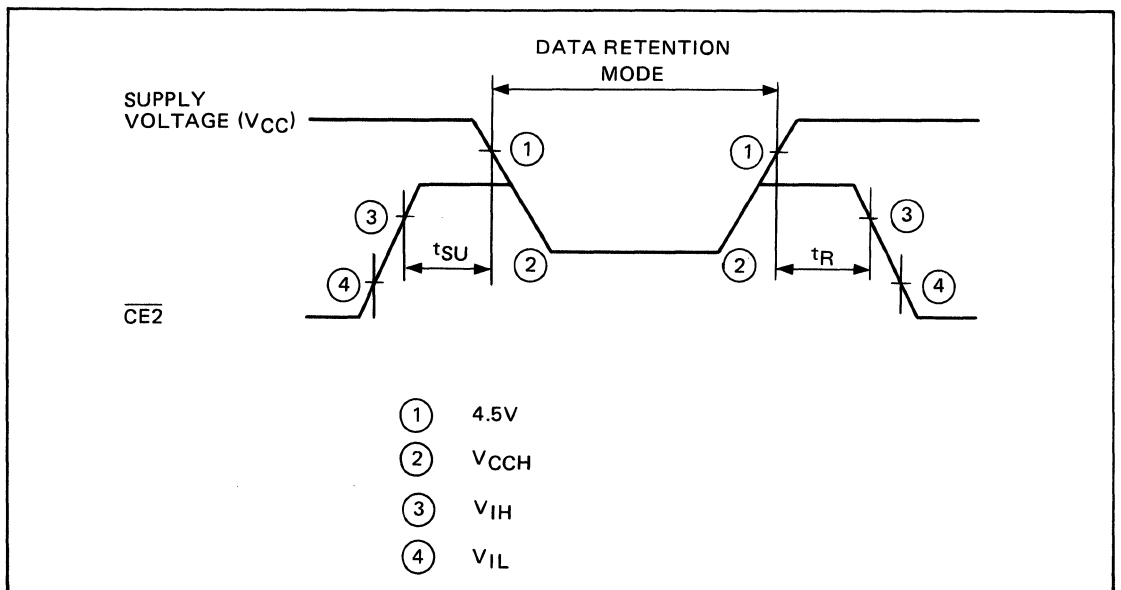 DATA RETENTION
MODE
SUPPLY
VOLTAGE (VCC)
1
1
3
tSU
2
2
tR
3
4
4
CE2
1 4.5V
2 VCCH
3 VIH
4 VIL